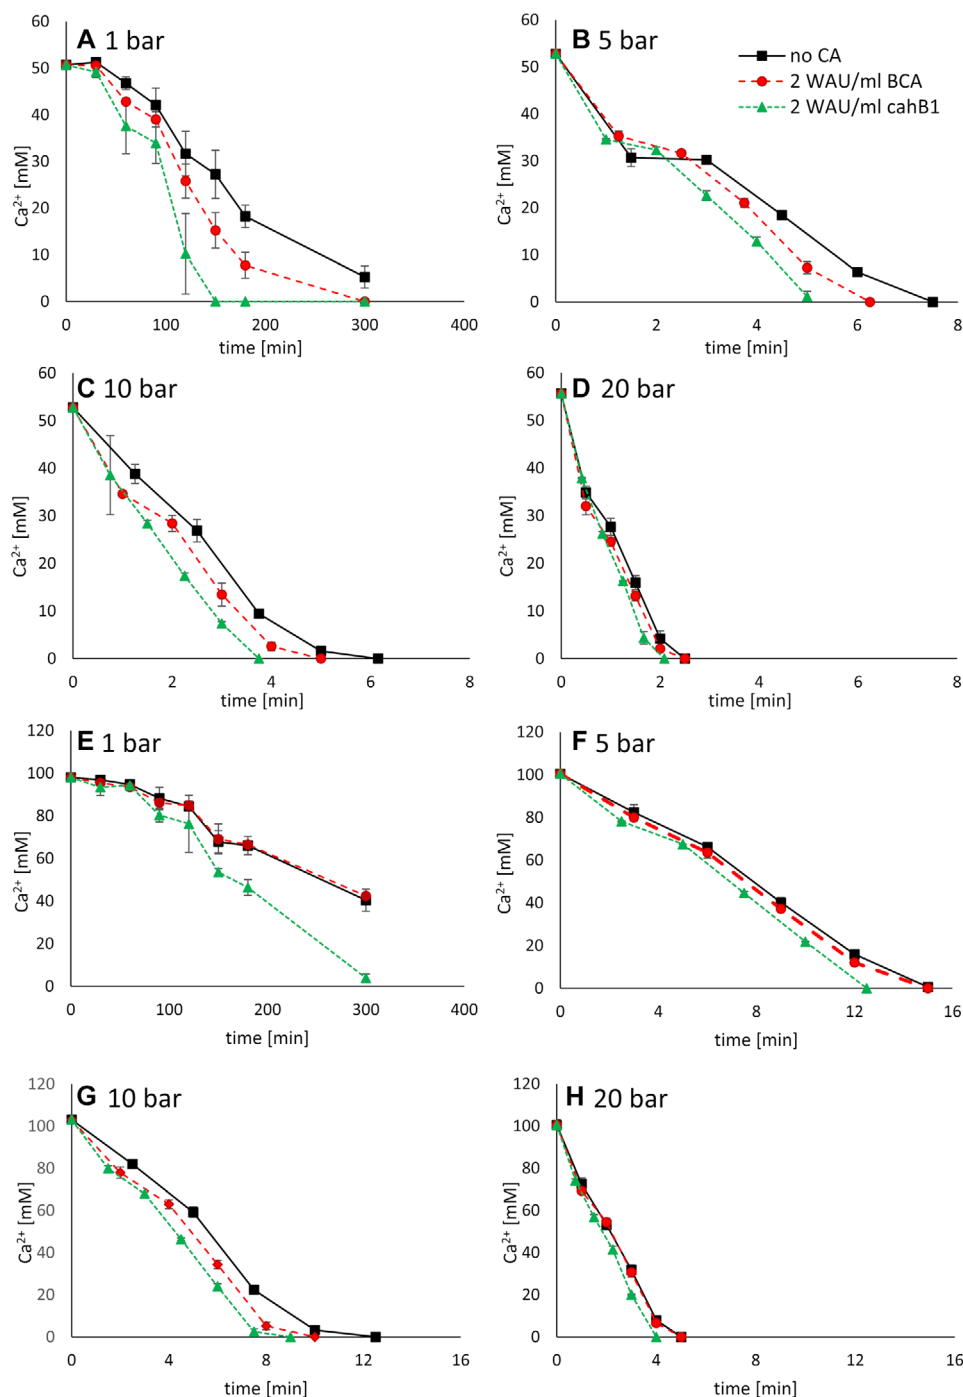 A 1 bar
60
50
40
30
20
10
0
Ca²⁺ [mM]
0 100 200 300 400
time [min]
B 5 bar
no CA
2 WAU/ml BCA
2 WAU/ml cahB1
60
50
40
30
20
10
0
Ca²⁺ [mM]
0 2 4 6 8
time [min]
C 10 bar
60
50
40
30
20
10
0
Ca²⁺ [mM]
0 2 4 6 8
time [min]
D 20 bar
60
50
40
30
20
10
0
Ca²⁺ [mM]
0 2 4 6 8
time [min]
E 1 bar
120
100
80
60
40
20
0
Ca²⁺ [mM]
0 100 200 300 400
time [min]
F 5 bar
120
100
80
60
40
20
0
Ca²⁺ [mM]
0 4 8 12 16
time [min]
G 10 bar
120
100
80
60
40
20
0
Ca²⁺ [mM]
0 4 8 12 16
time [min]
H 20 bar
120
100
80
60
40
20
0
Ca²⁺ [mM]
0 4 8 12 16
time [min]